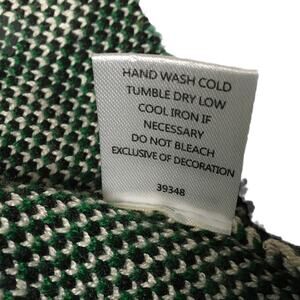 HAND WASH COLD
TUMBLE DRY LOW
COOL IRON IF
NECESSARY
DO NOT BLEACH
EXCLUSIVE OF DECORATION
39348